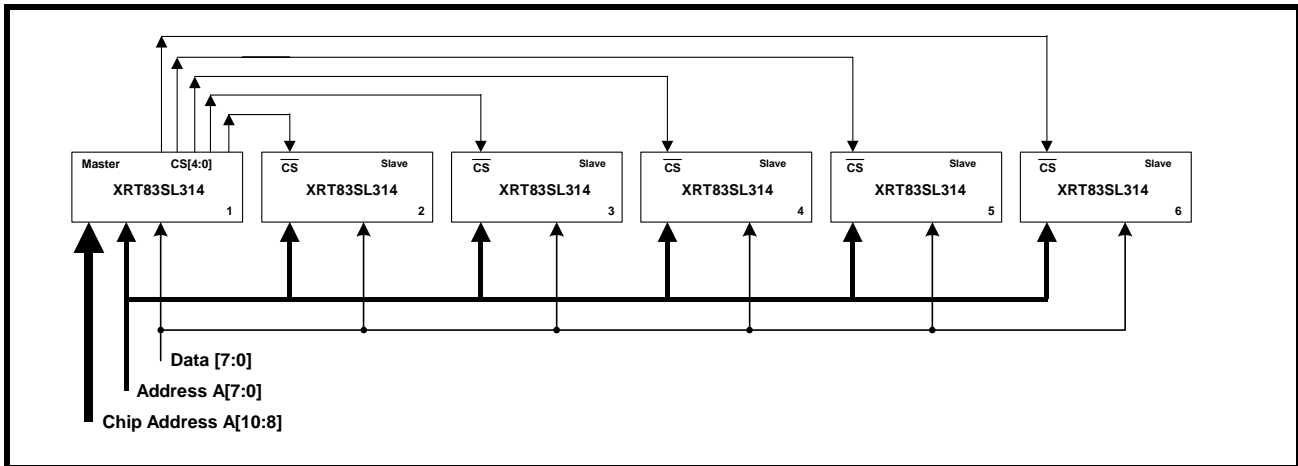 Master CS[4:0]
XRT83SL314
1
CS Slave
XRT83SL314
2
CS Slave
XRT83SL314
3
CS Slave
XRT83SL314
4
CS Slave
XRT83SL314
5
CS Slave
XRT83SL314
6
Data [7:0]
Address A[7:0]
Chip Address A[10:8]